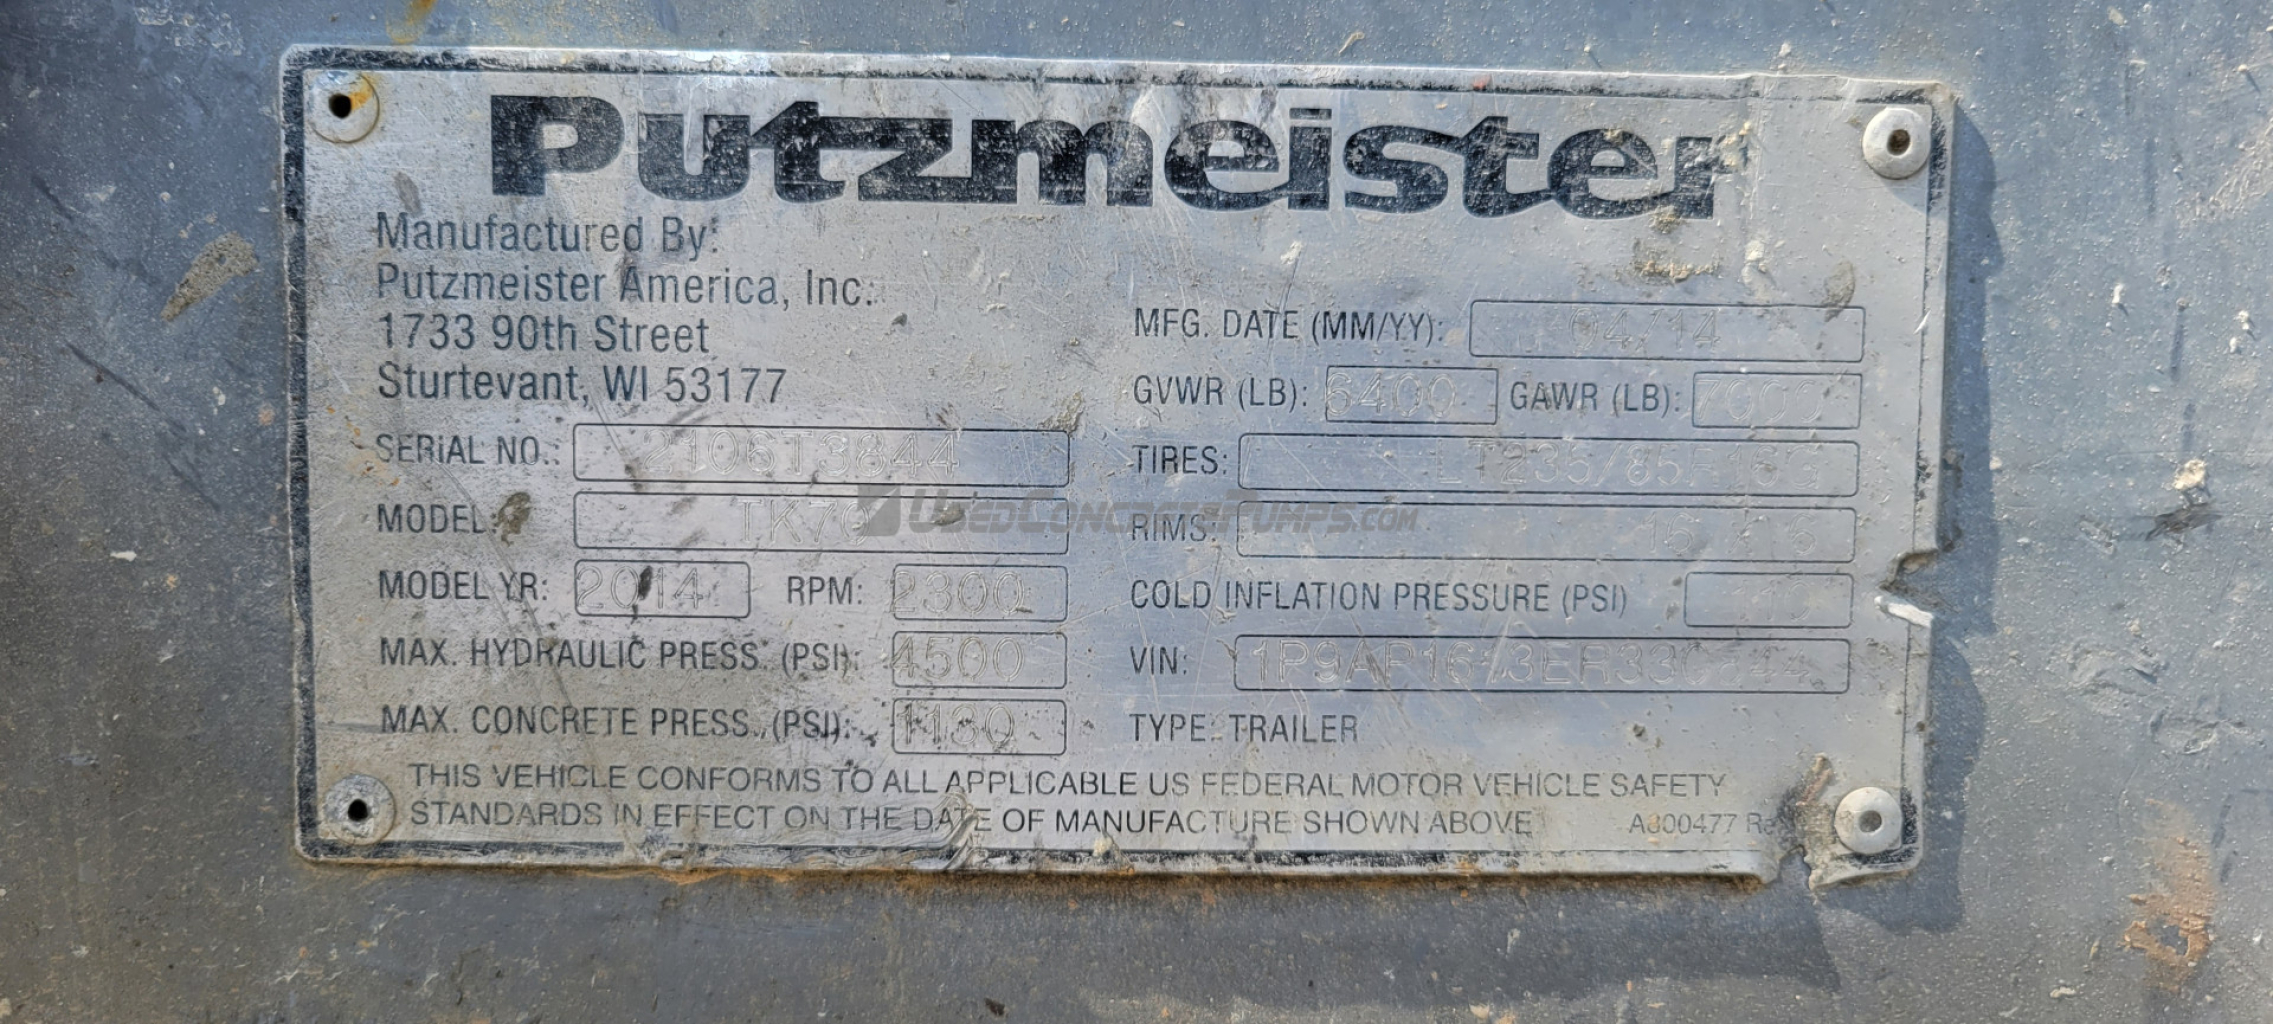 Putzmeister
Manufactured By:
Putzmeister America, Inc.
1733 90th Street
Sturtevant, WI 53177
SERIAL NO.: 2106T3844
MODEL: TK70
MODEL YR: 2014 RPM: 2300
MAX. HYDRAULIC PRESS. (PSI): 4500
MAX. CONCRETE PRESS. (PSI):
MFG. DATE (MM/YY): 04/14
GVWR (LB): 6400 GAWR (LB): 7000
TIRES: LT235/85R16G
RIMS:
COLD INFLATION PRESSURE (PSI)
VIN:
TYPE: TRAILER
THIS VEHICLE CONFORMS TO ALL APPLICABLE US FEDERAL MOTOR VEHICLE SAFETY
STANDARDS IN EFFECT ON THE DATE OF MANUFACTURE SHOWN ABOVE
UsedConcretePumps.com